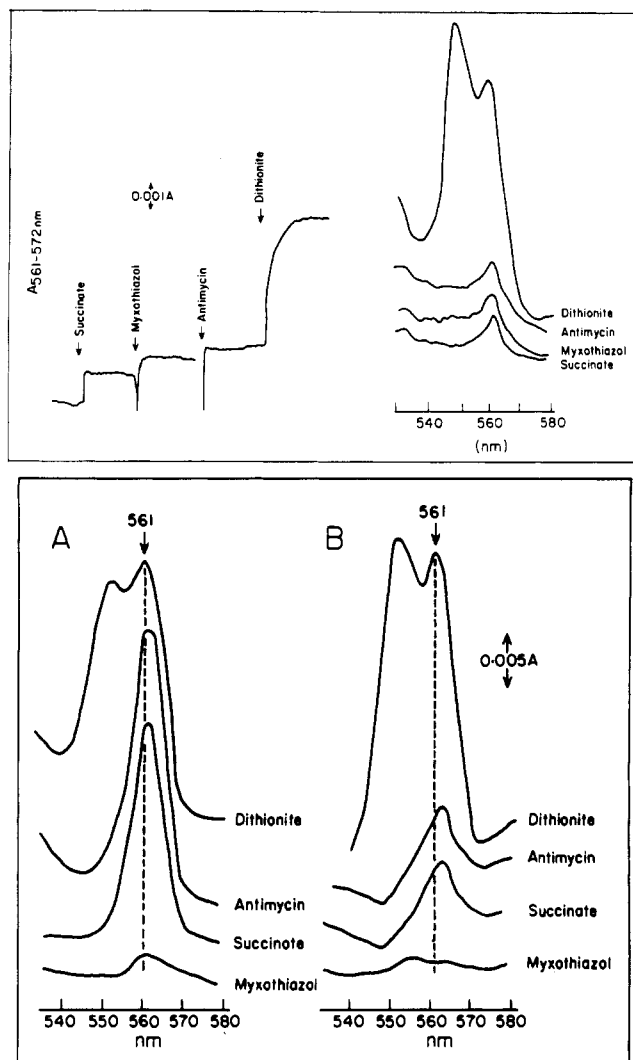 A561-572nm
Succinate
0·001A
Myxothiazol
Antimycin
Dithionite
Dithionite
Antimycin
Myxothiazol
Succinate
540 560 580
(nm)
A
561
Dithionite
Antimycin
Succinate
Myxothiazol
540 550 560 570 580
nm
B
561
0·005A
Dithionite
Antimycin
Succinate
Myxothiazol
540 550 560 570 580
nm